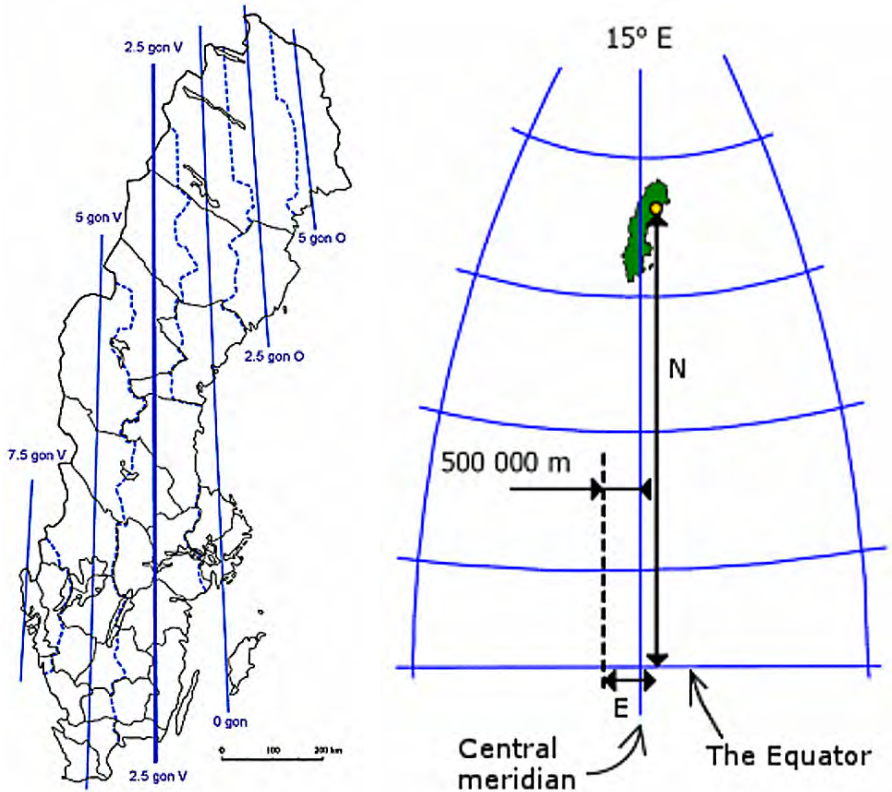 2.5 gon V
5 gon V
5 gon O
2.5 gon O
7.5 gon V
0 gon
0
100
200 km
2.5 gon V
15º E
N
500 000 m
E
Central
meridian
The Equator